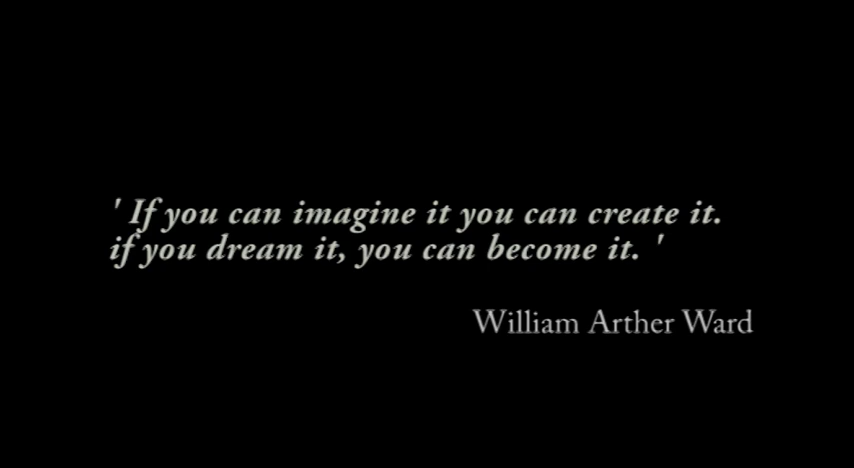 ' If you can imagine it you can create it.
if you dream it, you can become it. '
William Arther Ward